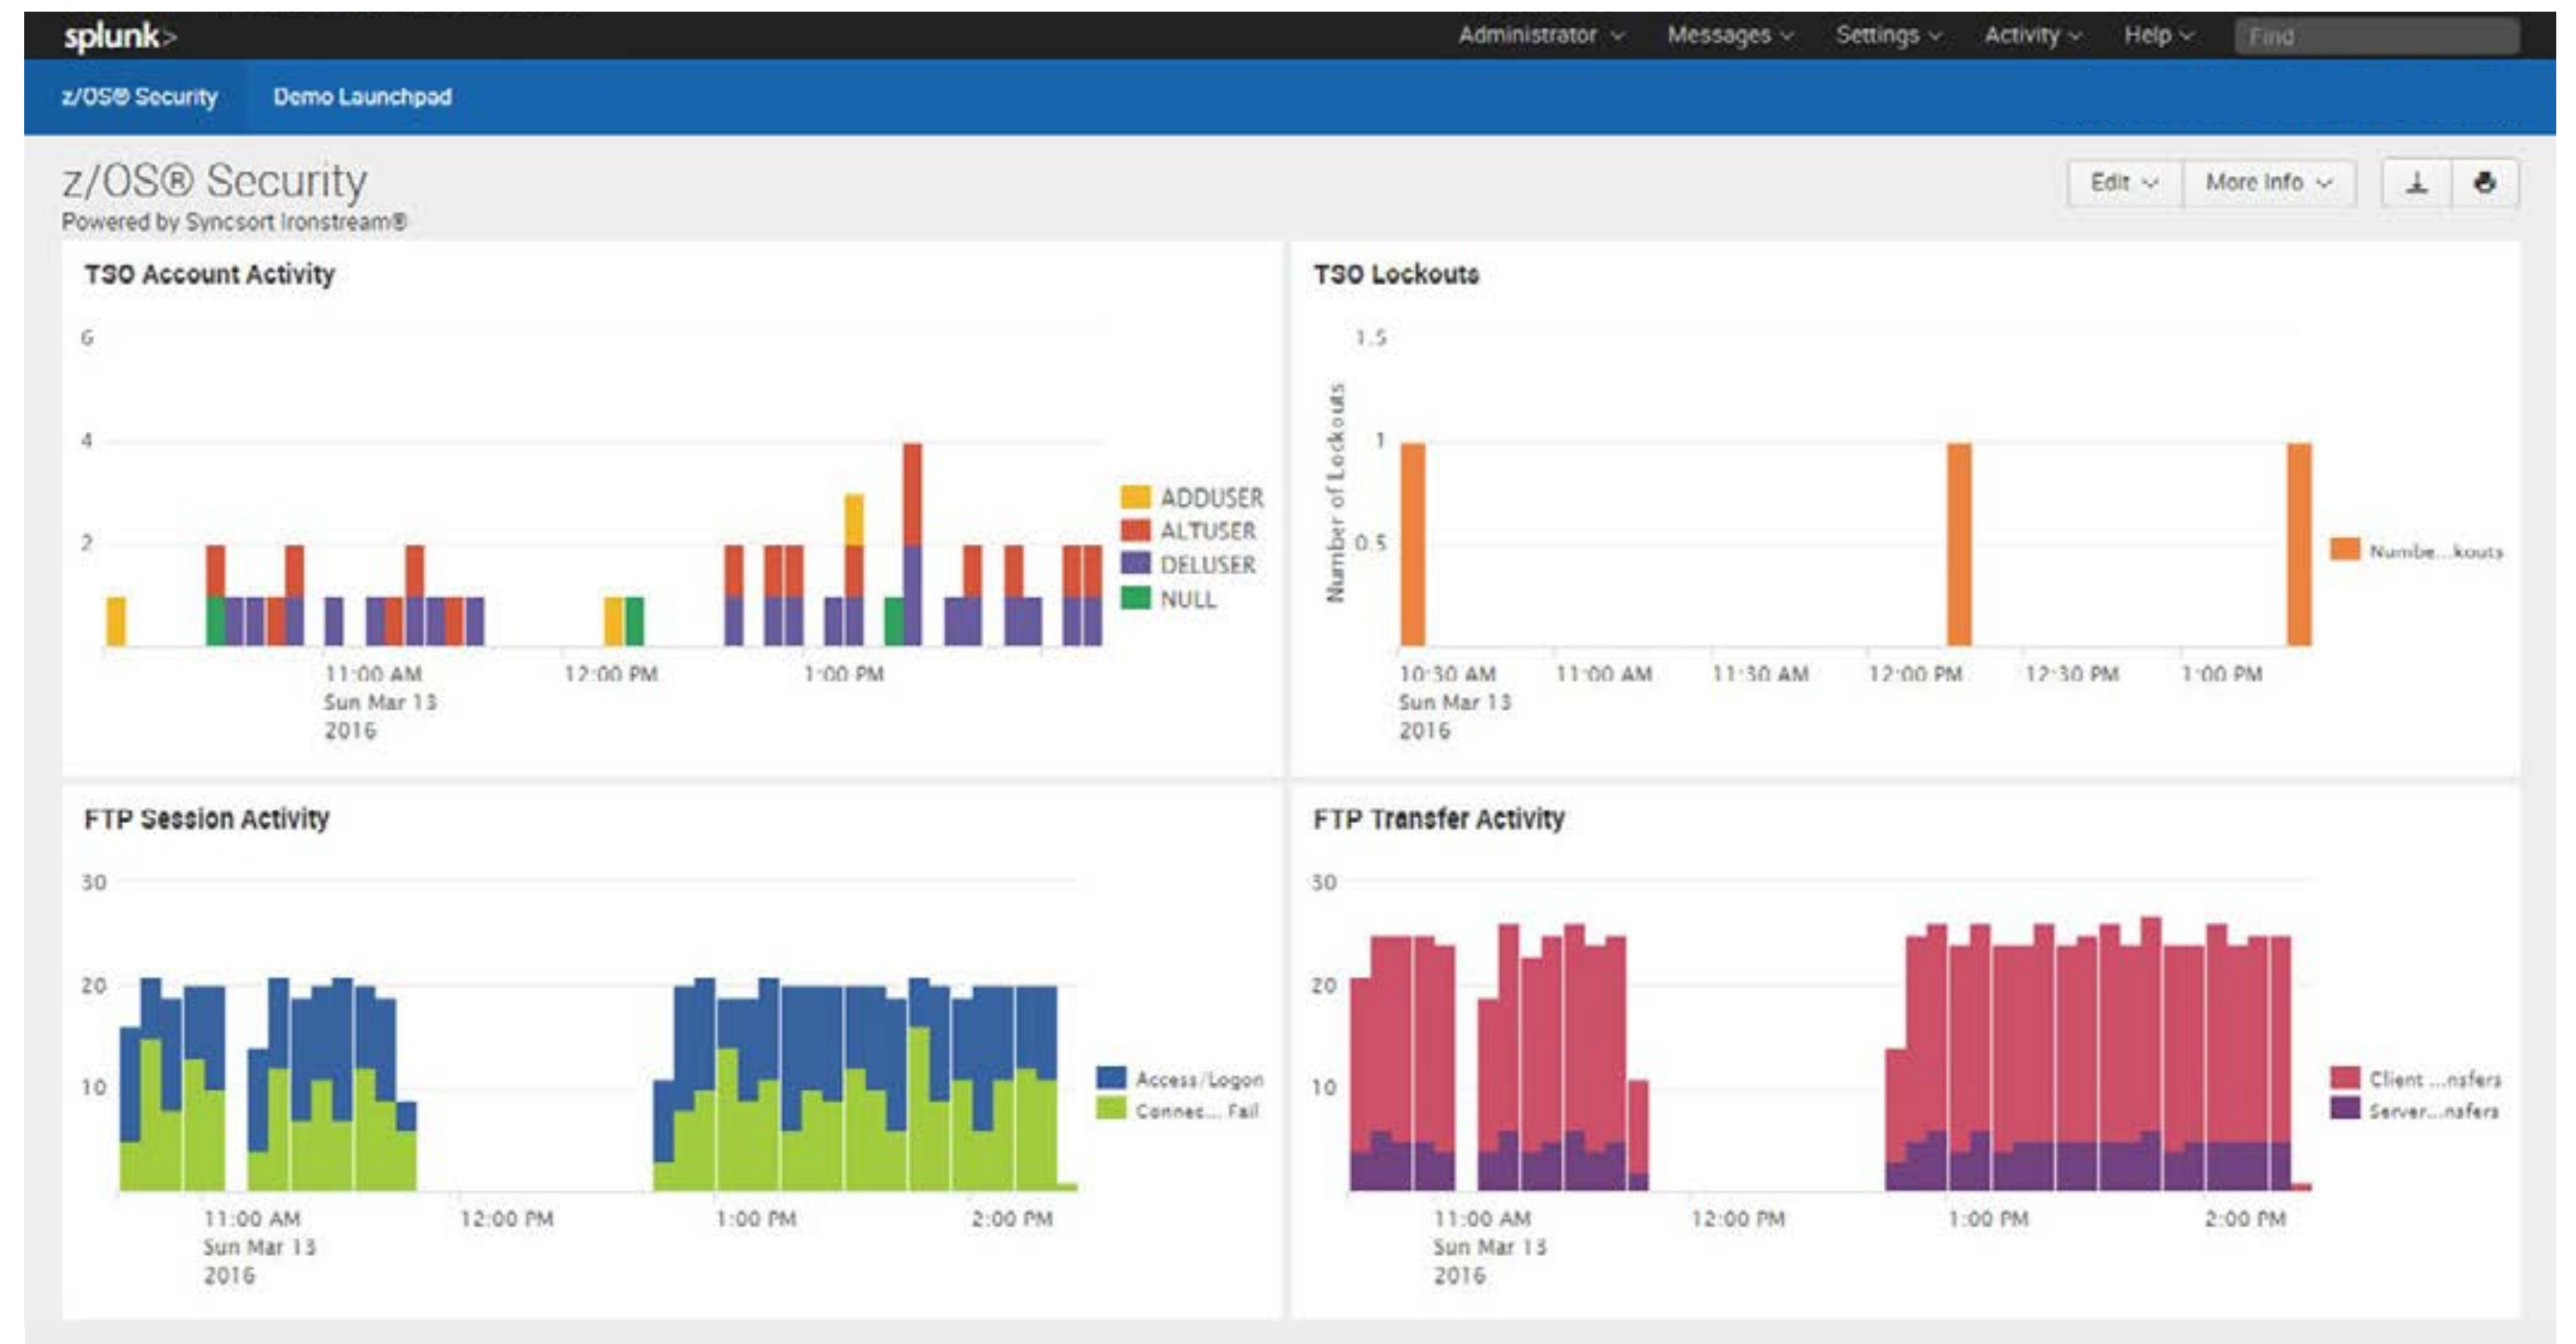 splunk>
Administrator Messages Settings Activity Help Find
z/OS® Security Demo Launchpad
z/OS® Security
Edit More Info
Powered by Syncsort Ironstream®
TSO Account Activity
6
4
2
ADDUSER
ALTUSER
DELUSER
NULL
11:00 AM 12:00 PM 1:00 PM
Sun Mar 13
2016
TSO Lockouts
Number of Lockouts
1.5
1
0.5
Numbe...kouts
10:30 AM 11:00 AM 11:30 AM 12:00 PM 12:30 PM 1:00 PM
Sun Mar 13
2016
FTP Session Activity
30
20
10
Access/Logon
Connec... Fail
11:00 AM 12:00 PM 1:00 PM 2:00 PM
Sun Mar 13
2016
FTP Transfer Activity
30
20
10
Client ...nsfers
Server...nsfers
11:00 AM 12:00 PM 1:00 PM 2:00 PM
Sun Mar 13
2016